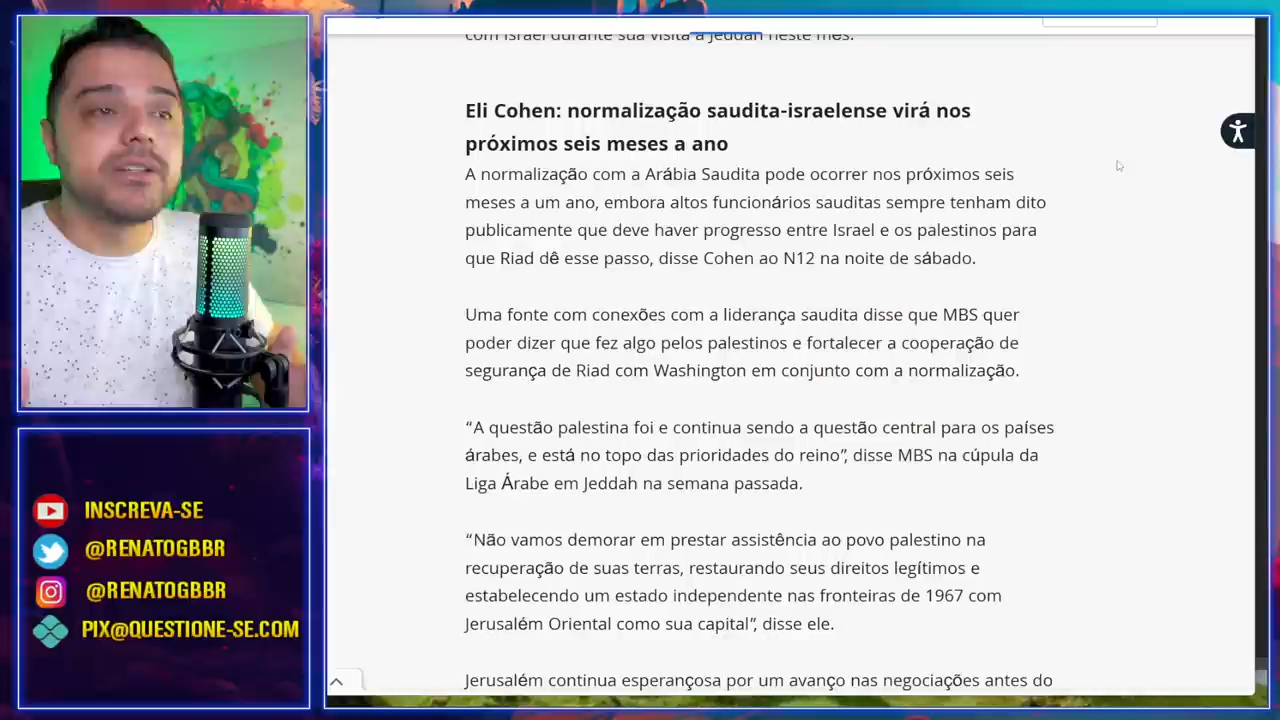 com Israel durante sua visita a Jeddah neste mês.
Eli Cohen: normalização saudita-israelense virá nos
próximos seis meses a ano
A normalização com a Arábia Saudita pode ocorrer nos próximos seis
meses a um ano, embora altos funcionários sauditas sempre tenham dito
publicamente que deve haver progresso entre Israel e os palestinos para
que Riad dê esse passo, disse Cohen ao N12 na noite de sábado.
Uma fonte com conexões com a liderança saudita disse que MBS quer
poder dizer que fez algo pelos palestinos e fortalecer a cooperação de
segurança de Riad com Washington em conjunto com a normalização.
“A questão palestina foi e continua sendo a questão central para os países
árabes, e está no topo das prioridades do reino”, disse MBS na cúpula da
Liga Árabe em Jeddah na semana passada.
“Não vamos demorar em prestar assistência ao povo palestino na
recuperação de suas terras, restaurando seus direitos legítimos e
estabelecendo um estado independente nas fronteiras de 1967 com
Jerusalém Oriental como sua capital”, disse ele.
Jerusalém continua esperançosa por um avanço nas negociações antes do
INSCREVA-SE
@RENATOGBBR
@RENATOGBBR
PIX@QUESTIONE-SE.COM